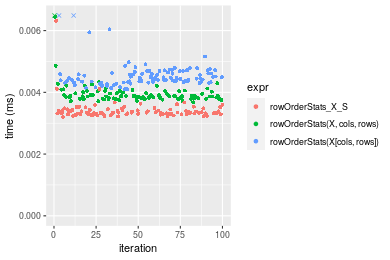 0.006
0.004
0.002
0.000
time (ms)
0
25
50
75
100
iteration
expr
rowOrderStats_X_S
rowOrderStats(X, cols, rows)
rowOrderStats(X[cols, rows])